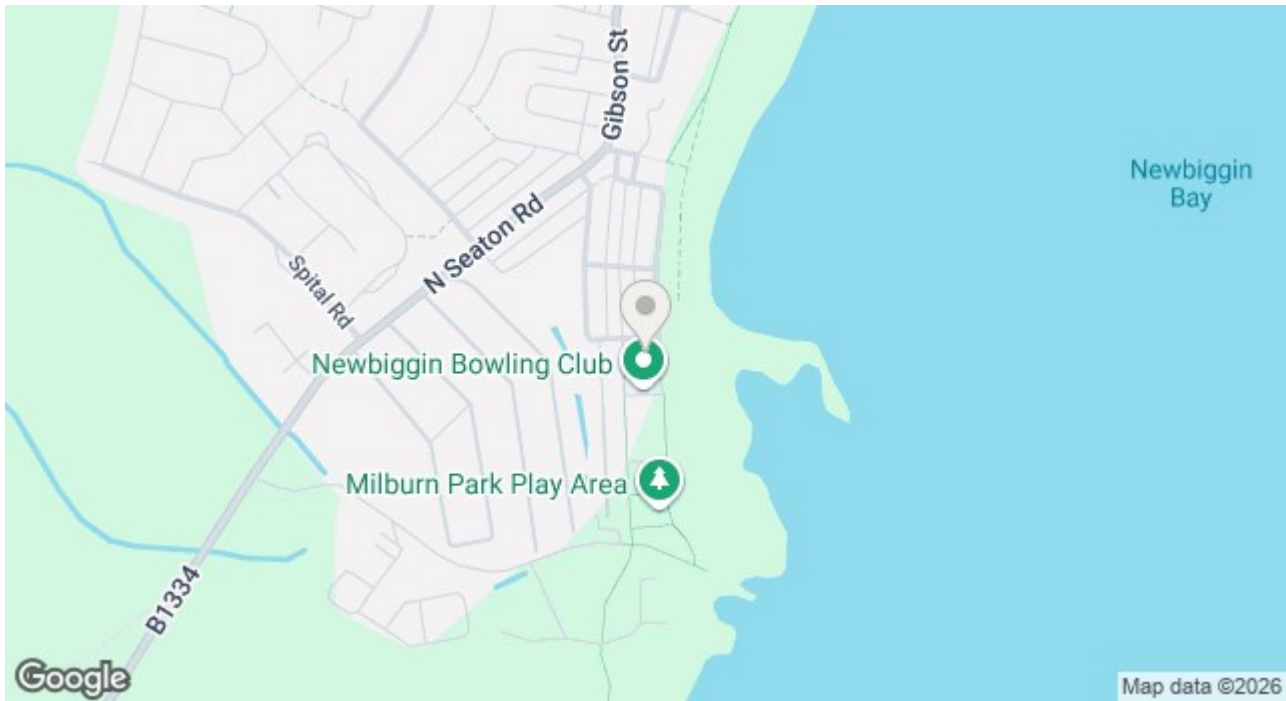 Gibson St
Newbiggin
Bay
N Seaton Rd
Spital Rd
Newbiggin Bowling Club
Milburn Park Play Area
B1334
Google
Map data ©2026